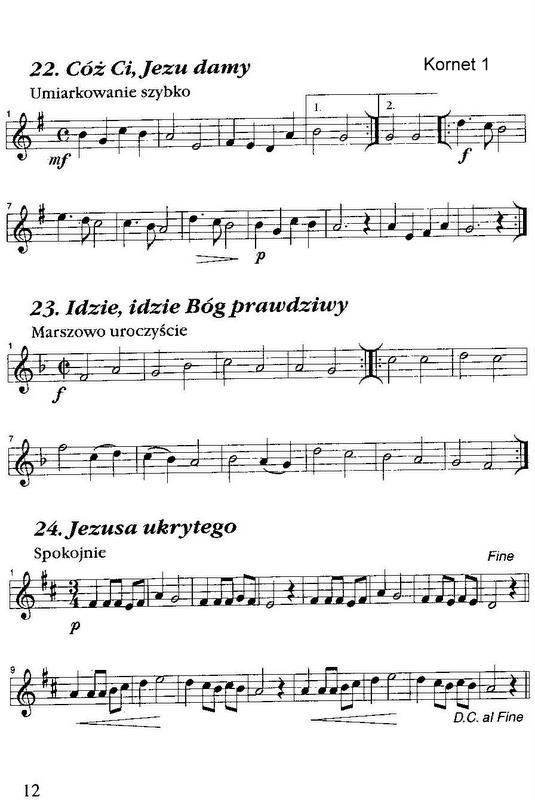 22. Cóż Ci, Jezu damy
Kornet 1
Umiarkowanie szybko
1
1.
2.
mf
f
7
p
23. Idzie, idzie Bóg prawdziwy
Marszowo uroczyście
1
f
7
24. Jezusa ukrytego
Spokojnie
1
3
4
Fine
p
9
D.C. al Fine
12